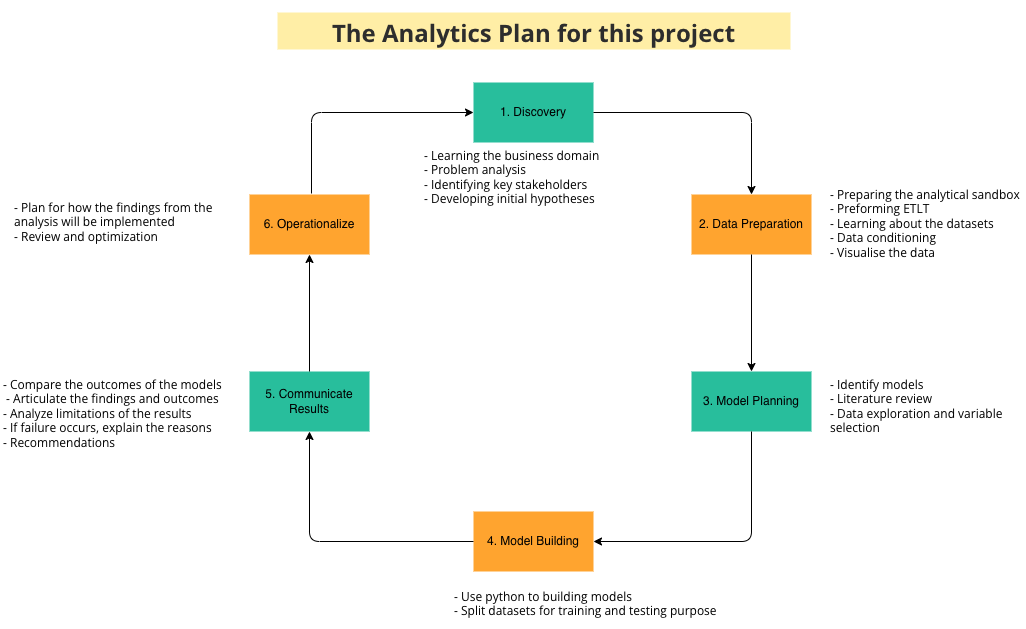 The Analytics Plan for this project
1. Discovery
- Learning the business domain
- Problem analysis
- Identifying key stakeholders
- Developing initial hypotheses
2. Data Preparation
- Preparing the analytical sandbox
- Preforming ETLT
- Learning about the datasets
- Data conditioning
- Visualise the data
3. Model Planning
- Identify models
- Literature review
- Data exploration and variable
selection
4. Model Building
- Use python to building models
- Split datasets for training and testing purpose
5. Communicate
Results
- Compare the outcomes of the models
- Articulate the findings and outcomes
- Analyze limitations of the results
- If failure occurs, explain the reasons
- Recommendations
6. Operationalize
- Plan for how the findings from the
analysis will be implemented
- Review and optimization